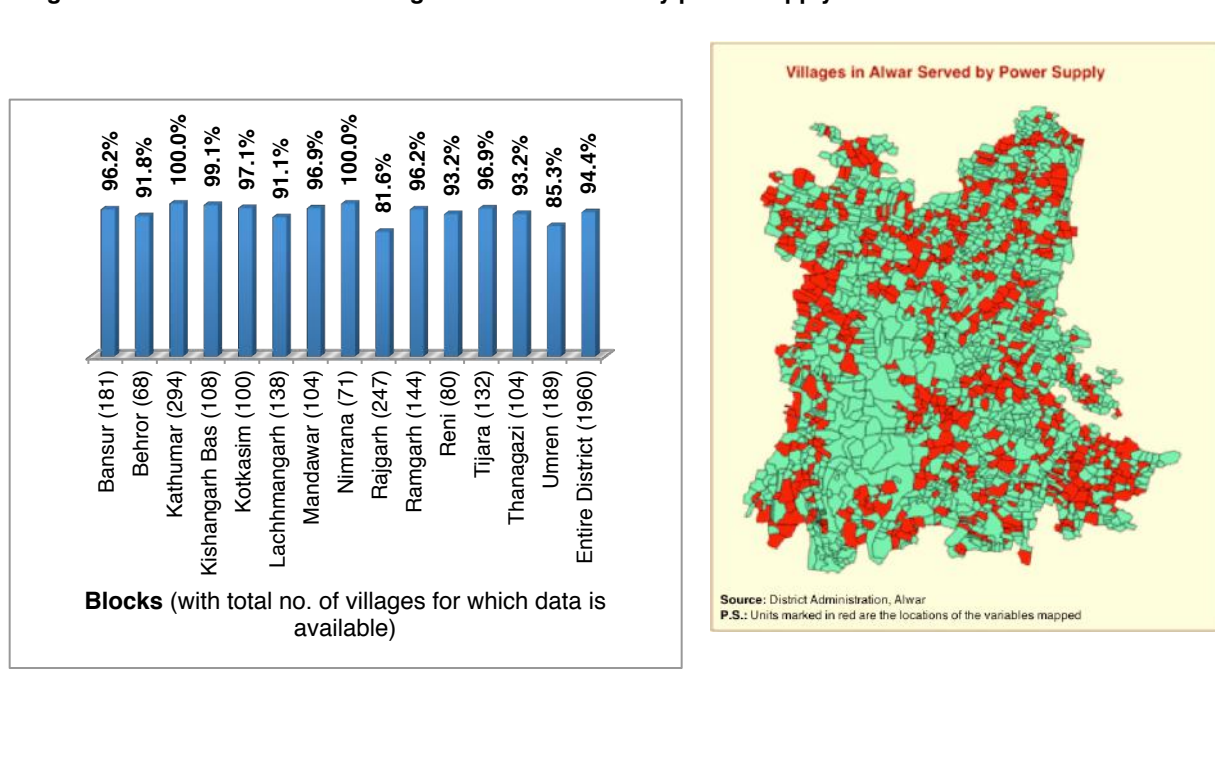 96.2%
91.8%
100.0%
99.1%
97.1%
91.1%
96.9%
100.0%
81.6%
96.2%
93.2%
96.9%
93.2%
85.3%
94.4%
Bansur (181)
Behror (68)
Kathumar (294)
Kishangarh Bas (108)
Kotkasim (100)
Lachhmangarh (138)
Mandawar (104)
Nimrana (71)
Rajgarh (247)
Ramgarh (144)
Reni (80)
Tijara (132)
Thanagazi (104)
Umren (189)
Entire District (1960)
Blocks (with total no. of villages for which data is
available)
Villages in Alwar Served by Power Supply
Source: District Administration, Alwar
P.S.: Units marked in red are the locations of the variables mapped